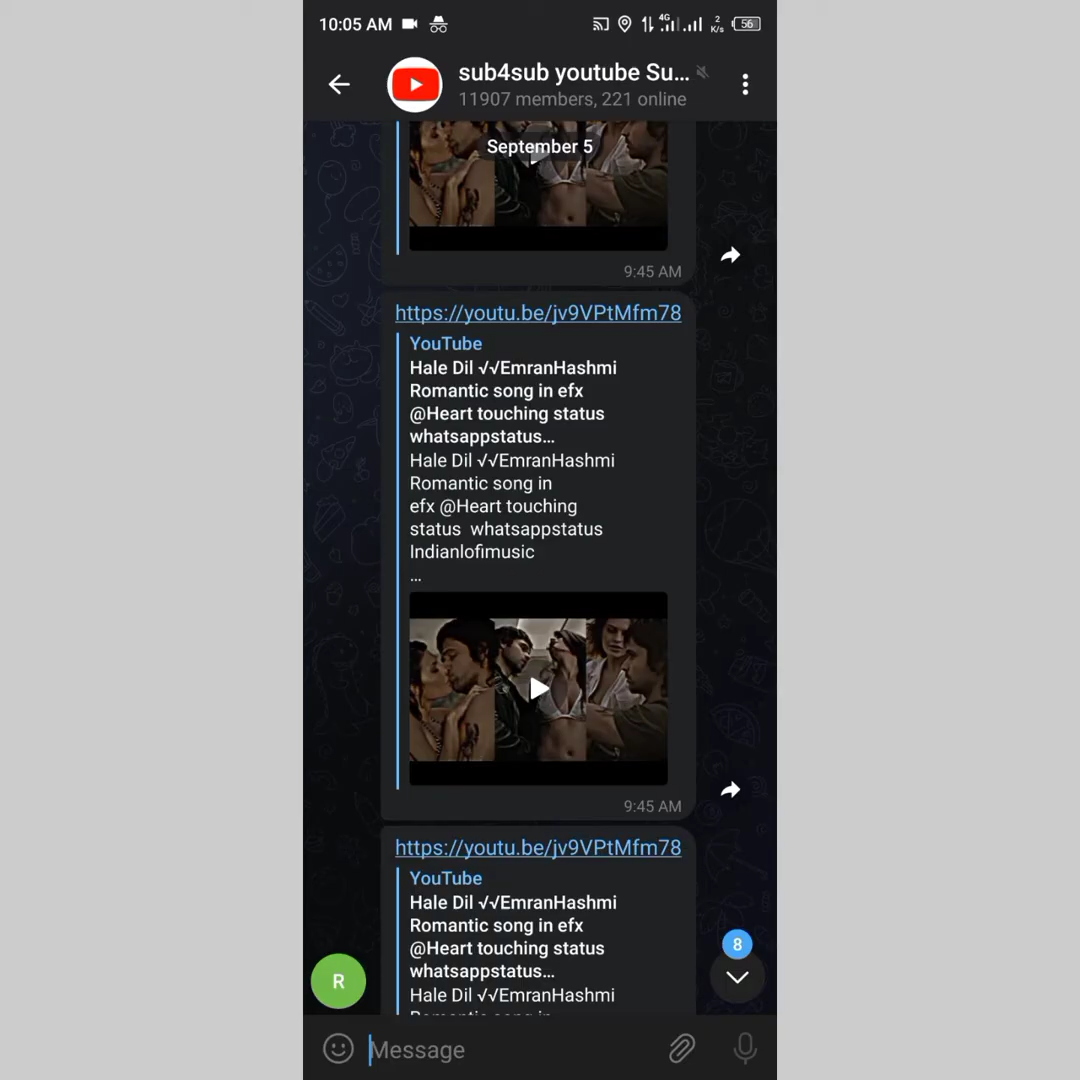 10:05 AM
4G
2
K/s
56
sub4sub youtube Su...
11907 members, 221 online
September 5
9:45 AM
https://youtu.be/jv9VPtMfm78
YouTube
Hale Dil √√EmranHashmi
Romantic song in efx
@Heart touching status
whatsappstatus...
Hale Dil √√EmranHashmi
Romantic song in
efx @Heart touching
status  whatsappstatus
Indianlofimusic
...
9:45 AM
https://youtu.be/jv9VPtMfm78
YouTube
Hale Dil √√EmranHashmi
Romantic song in efx
@Heart touching status
whatsappstatus...
Hale Dil √√EmranHashmi
Romantic song in
8
R
Message